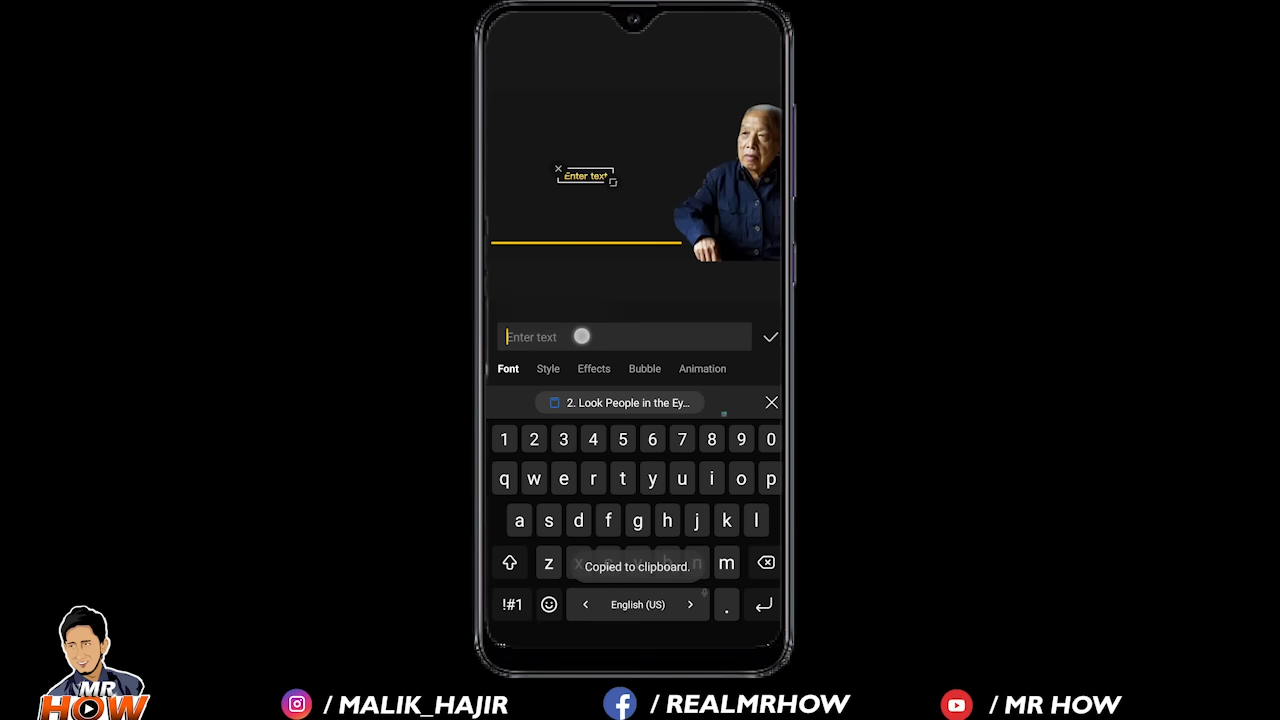 Enter text
Enter text
Font Style Effects Bubble Animation
2. Look People in the Ey...
1 2 3 4 5 6 7 8 9 0
q w e r t y u i o p
a s d f g h j k l
z m
Copied to clipboard.
!#1 < English (US) > .
MR
HOW
/ MALIK_HAJIR / REALMRHOW / MR HOW